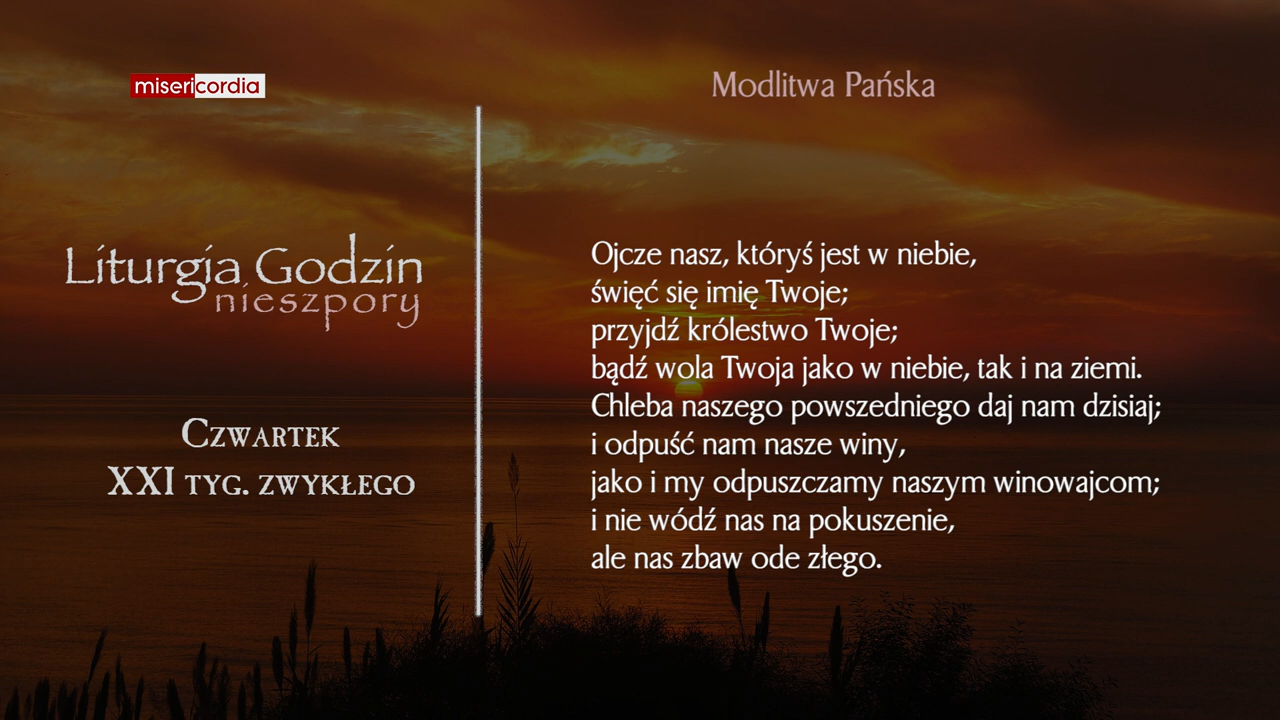 misericordia
Liturgia Godzin
nieszpory
Czwartek
XXI tyg. zwykłego
Modlitwa Pańska
Ojcze nasz, któryś jest w niebie,
święć się imię Twoje;
przyjdź królestwo Twoje;
bądź wola Twoja jako w niebie, tak i na ziemi.
Chleba naszego powszedniego daj nam dzisiaj;
i odpuść nam nasze winy,
jako i my odpuszczamy naszym winowajcom;
i nie wódź nas na pokuszenie,
ale nas zbaw ode złego.